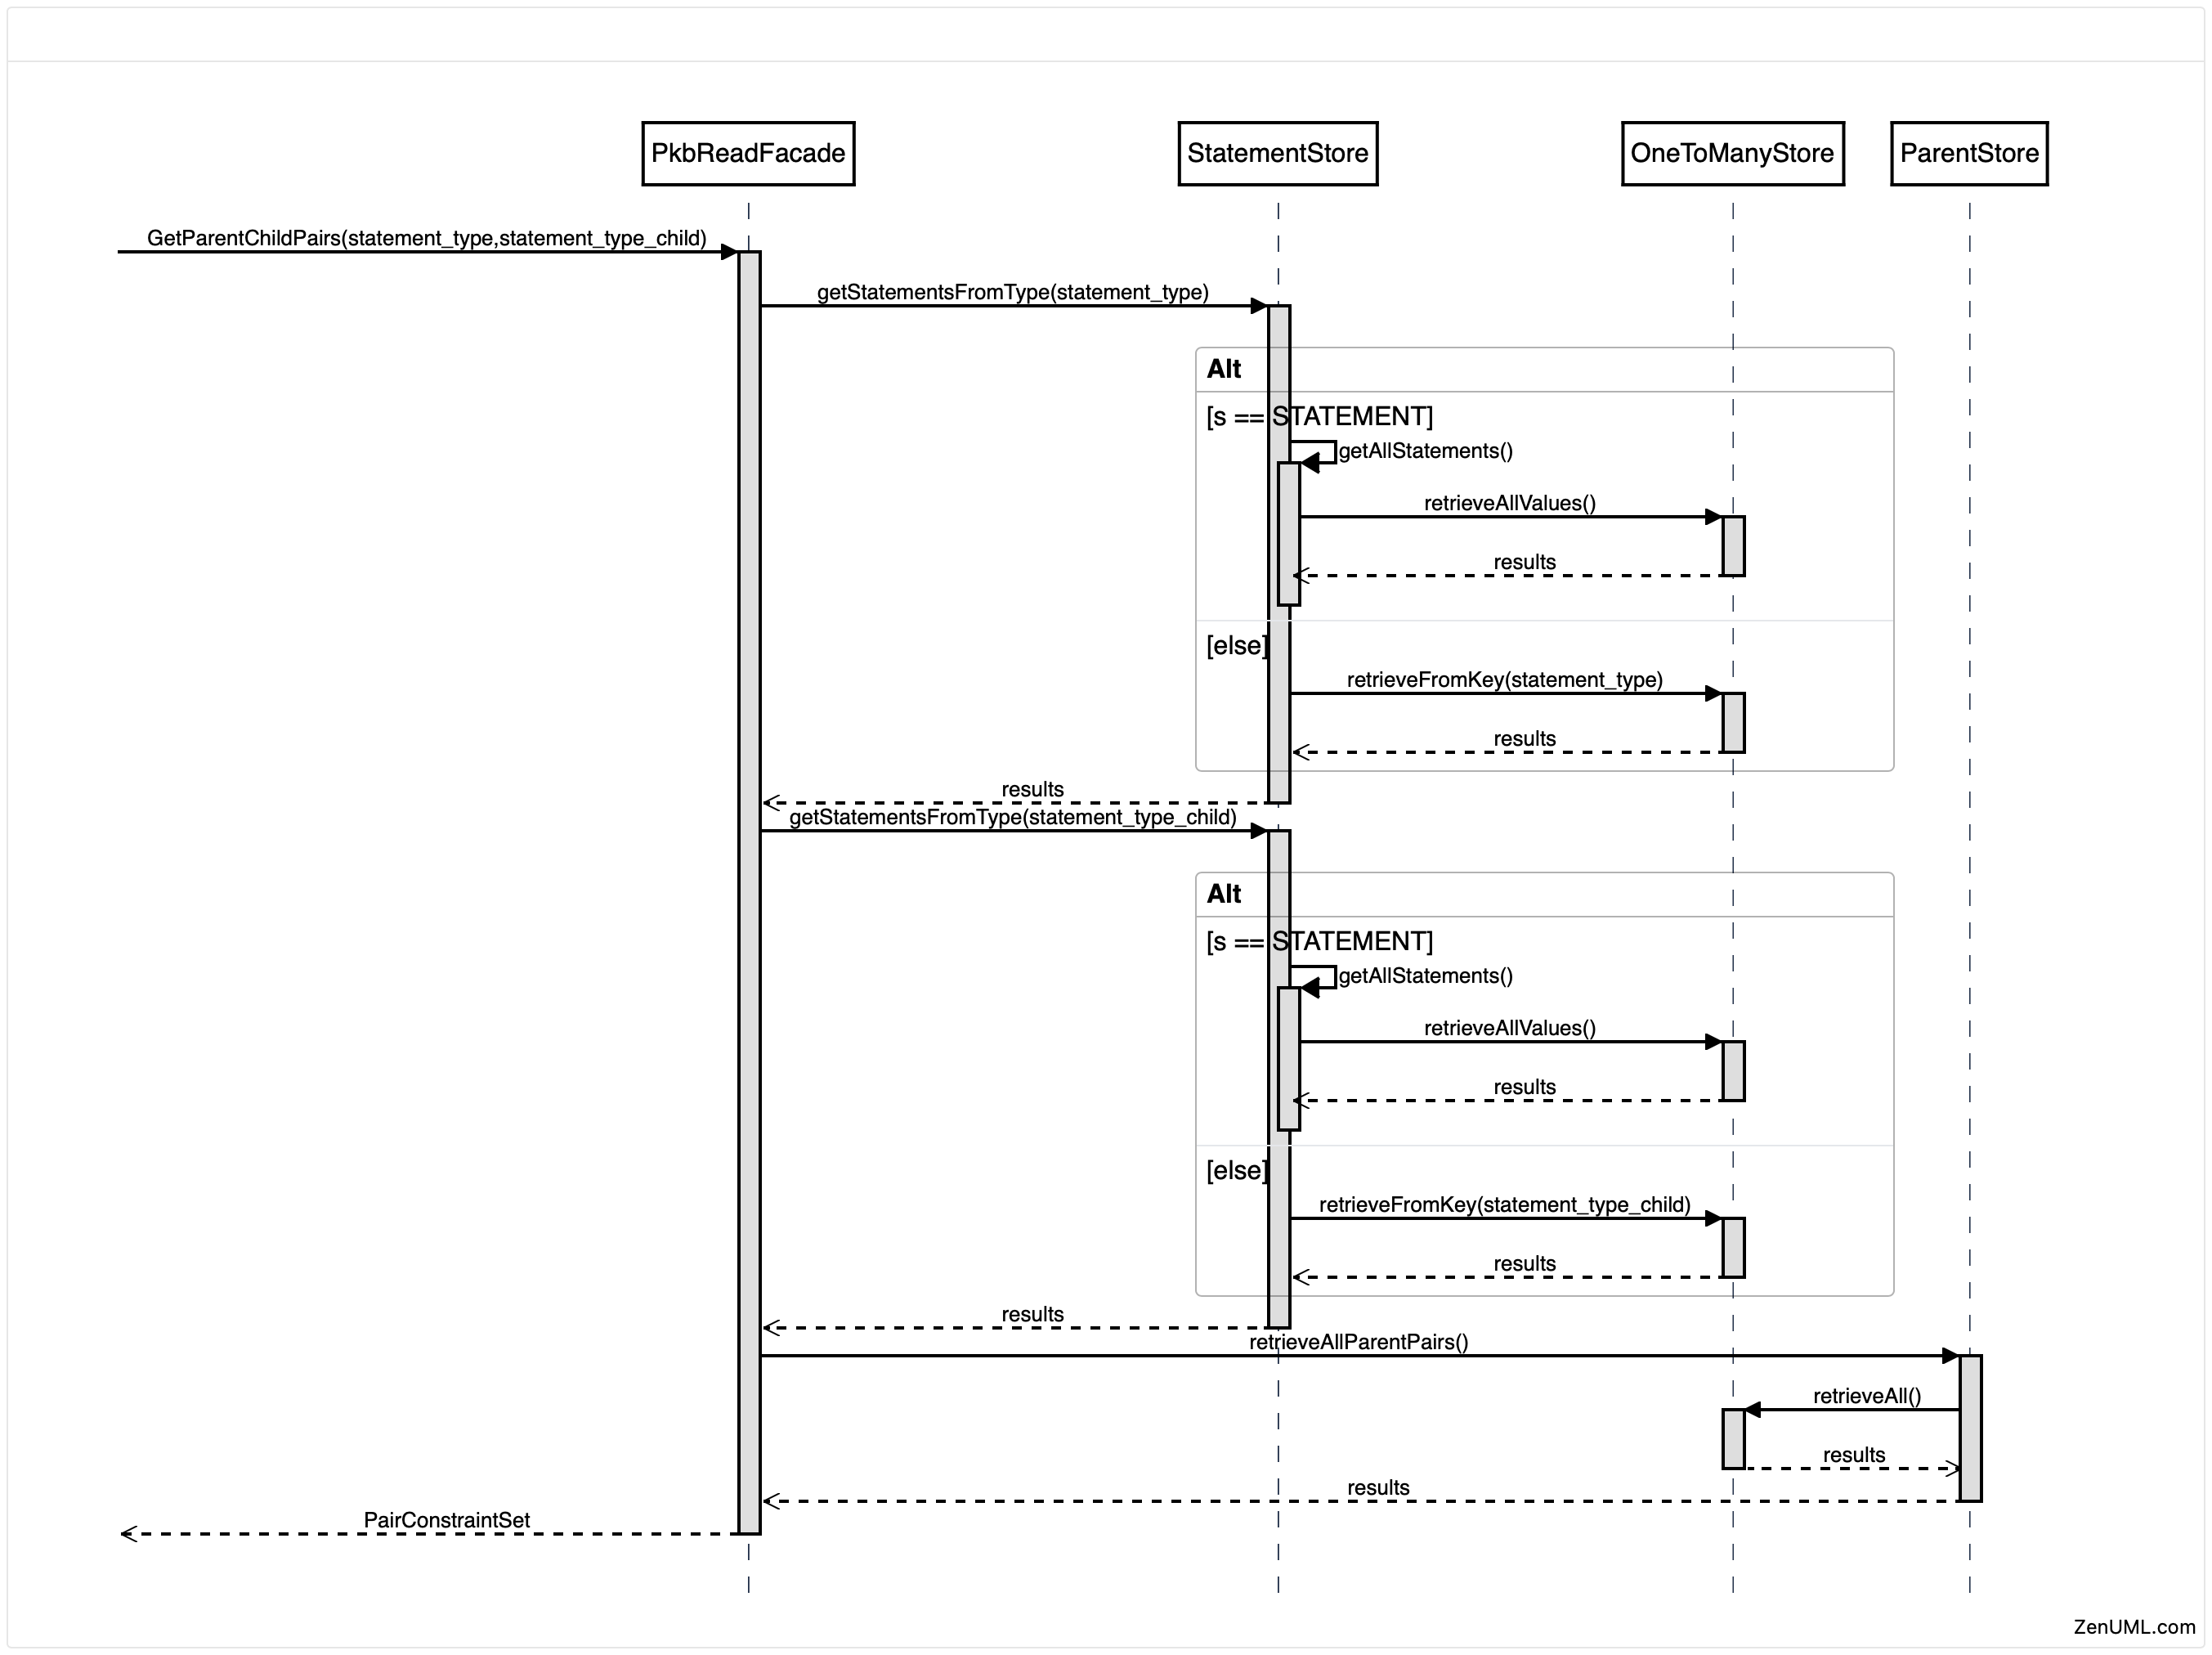 PkbReadFacade
StatementStore
OneToManyStore
ParentStore
GetParentChildPairs(statement_type,statement_type_child)
getStatementsFromType(statement_type)
Alt
[s == STATEMENT]
getAllStatements()
retrieveAllValues()
results
[else]
retrieveFromKey(statement_type)
results
results
getStatementsFromType(statement_type_child)
Alt
[s == STATEMENT]
getAllStatements()
retrieveAllValues()
results
[else]
retrieveFromKey(statement_type_child)
results
results
retrieveAllParentPairs()
retrieveAll()
results
results
PairConstraintSet
ZenUML.com